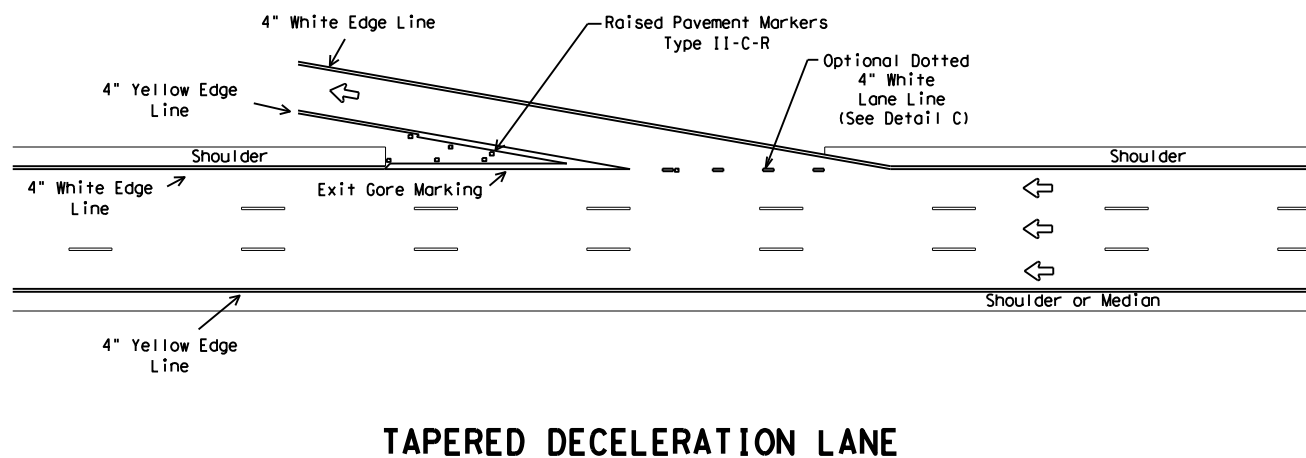 4" White Edge Line
Raised Pavement Markers
Type II-C-R
Optional Dotted
4" White
Lane Line
(See Detail C)
4" Yellow Edge
Line
Shoulder
Shoulder
4" White Edge
Line
Exit Gore Marking
Shoulder or Median
4" Yellow Edge
Line
TAPERED DECELERATION LANE